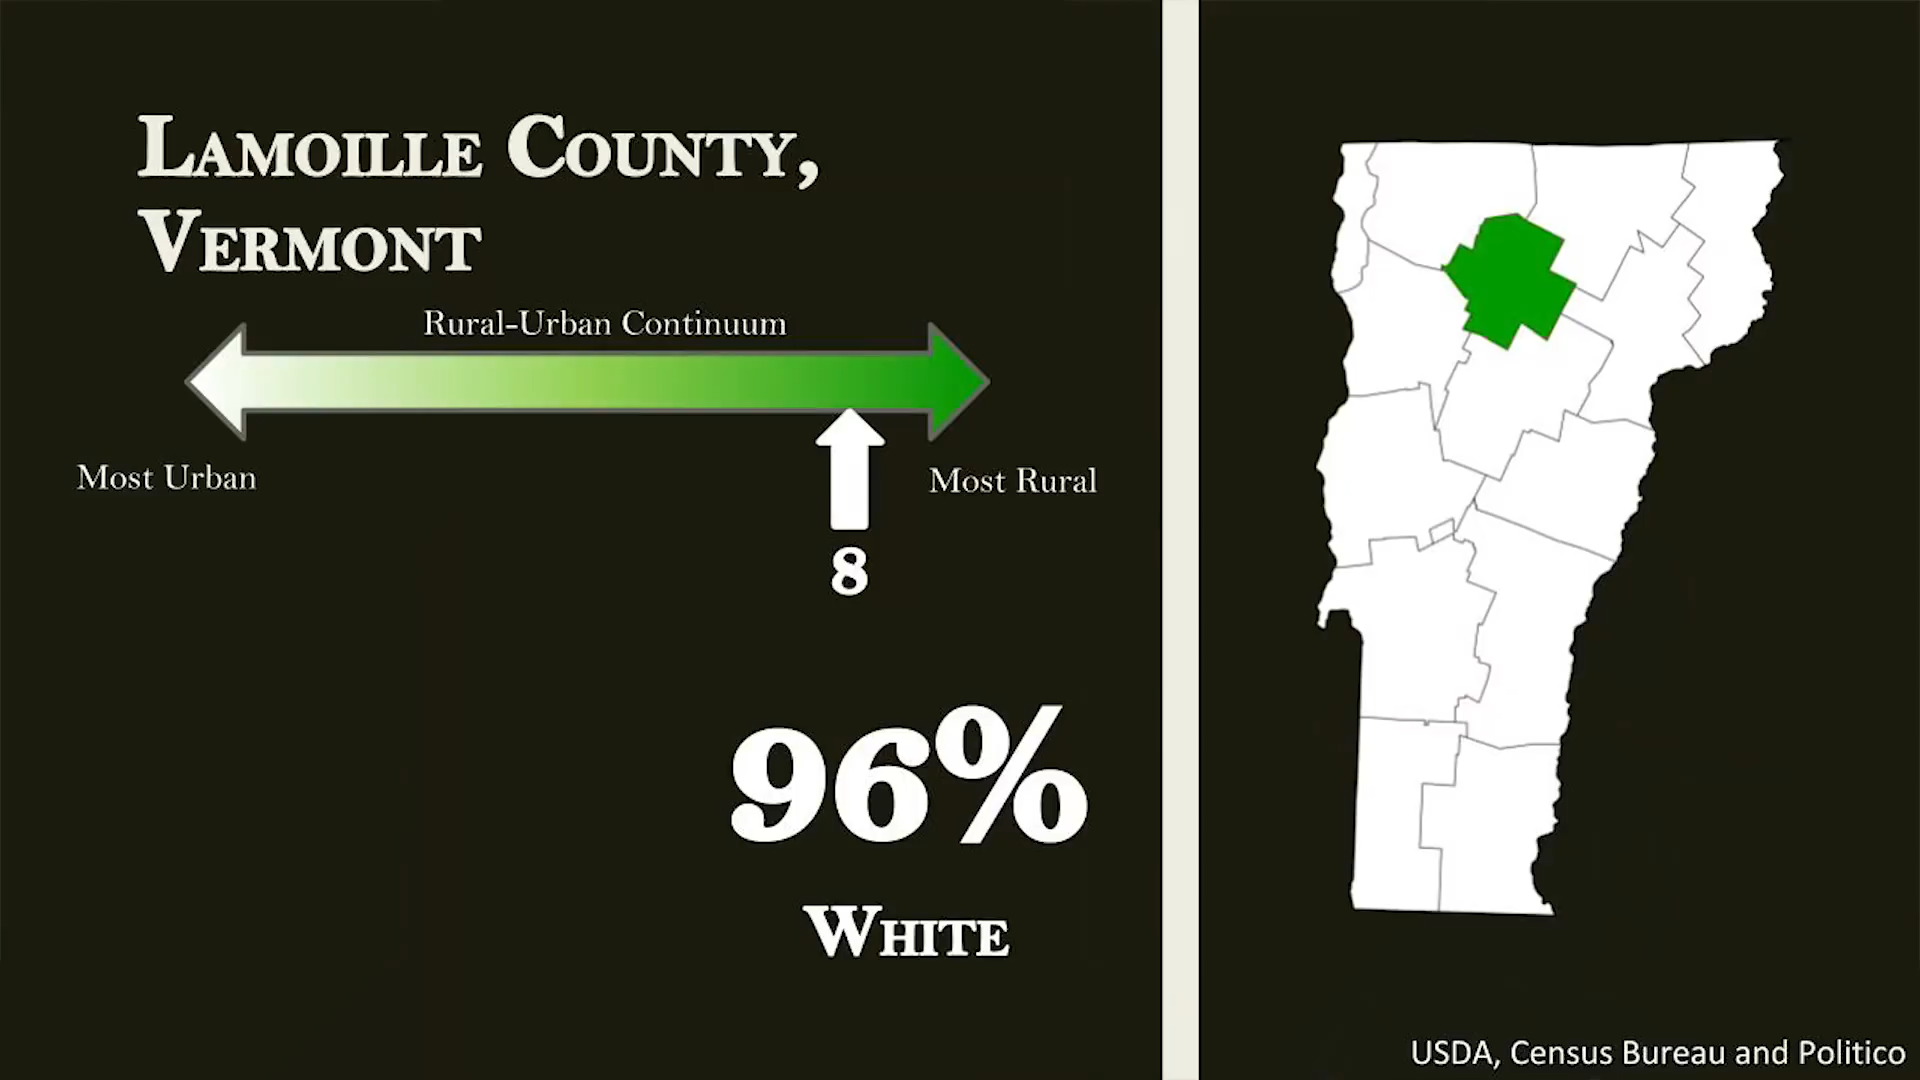 Lamoille County,
Vermont
Rural-Urban Continuum
Most Urban
Most Rural
8
96%
White
USDA, Census Bureau and Politico